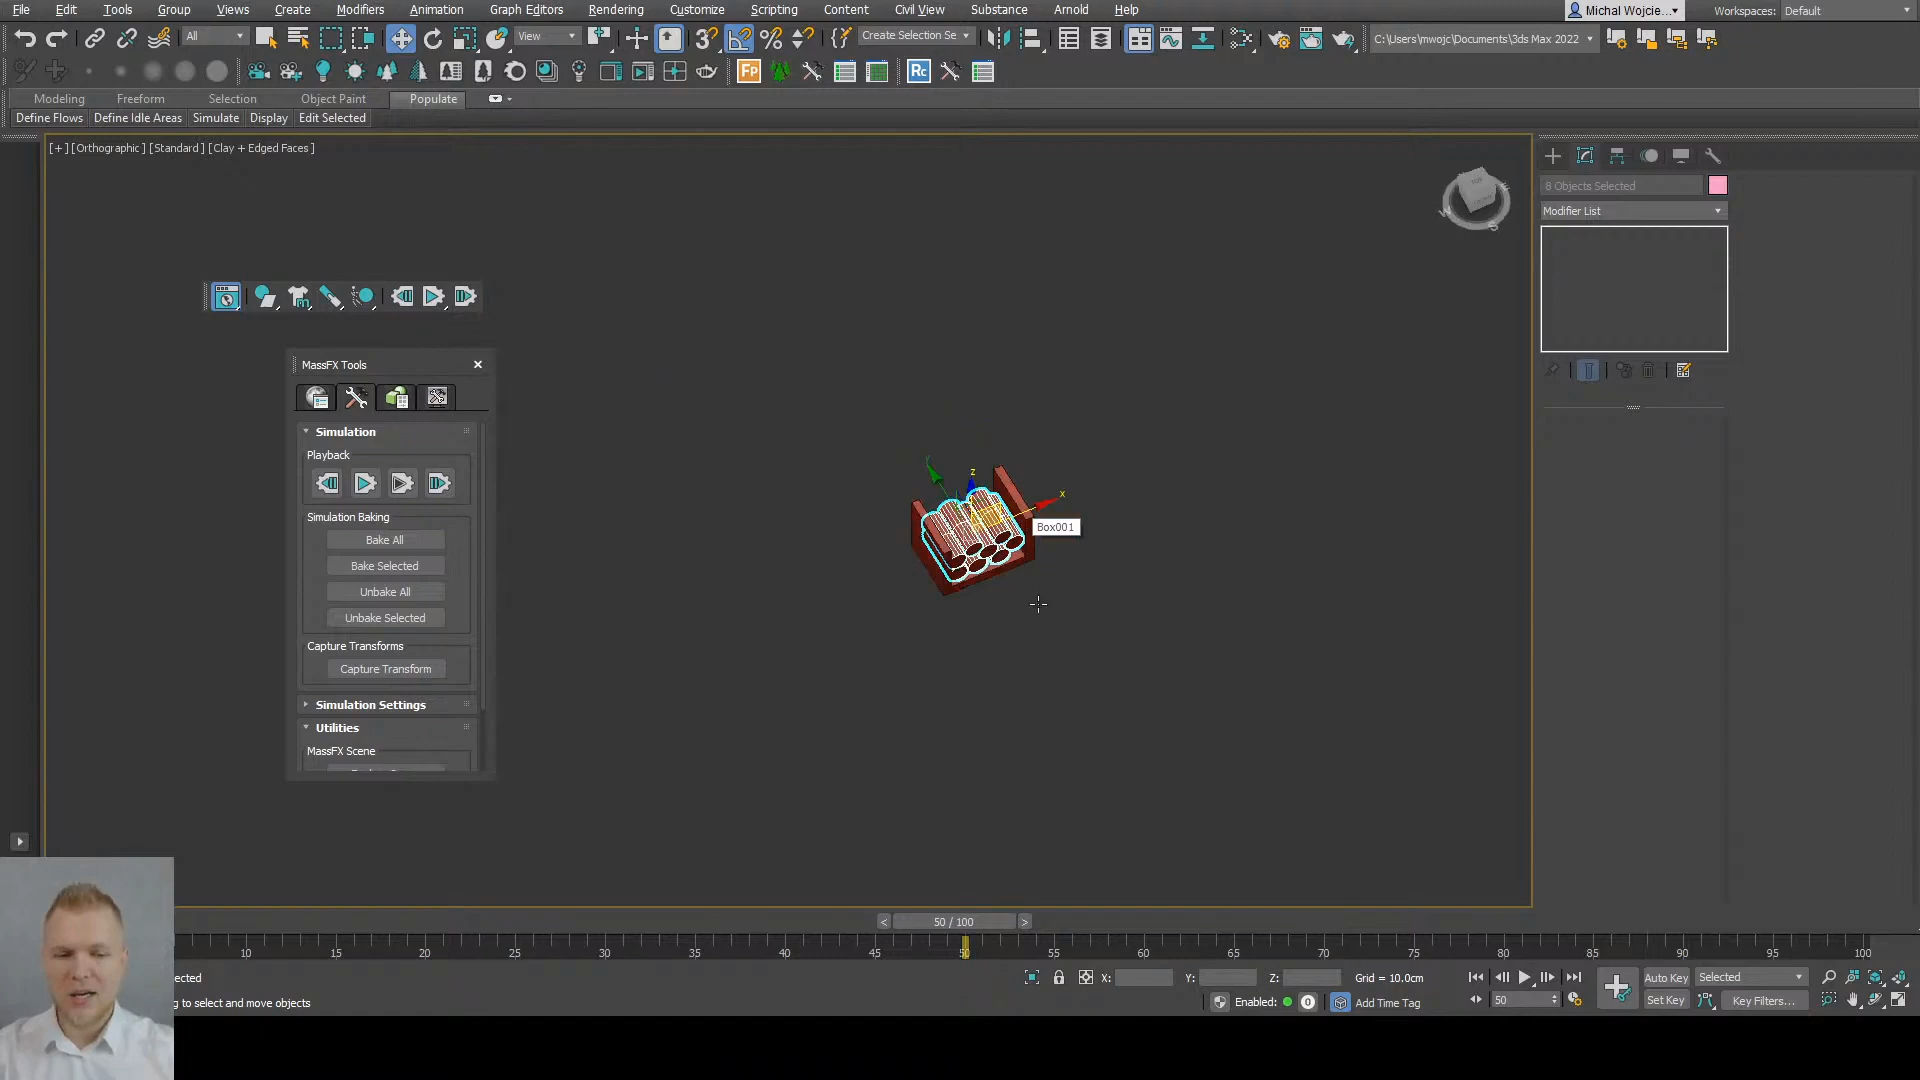 File Edit Tools Group Views Create Modifiers Animation Graph Editors Rendering Customize Scripting Content Civil View Substance Arnold Help Michal Wojcie... Workspaces: Default
All View 3 Create Selection Se C:\Users\mwojc\Documents\3ds Max 2022
Fp Rc
Modeling Freeform Selection Object Paint Populate
Define Flows Define Idle Areas Simulate Display Edit Selected
[+] [Orthographic] [Standard] [Clay + Edged Faces]
TOP
W S
8 Objects Selected
Modifier List
MassFX Tools
Simulation
Playback
Simulation Baking
Bake All
Bake Selected
Unbake All
Unbake Selected
Capture Transforms
Capture Transform
Simulation Settings
Utilities
MassFX Scene
y z x
Box001
< 50 / 100 >
10 15 20 25 30 35 40 45 50 55 60 65 70 75 80 85 90 95 100
ected X: Y: Z: Grid = 10.0cm Auto Key Selected
g to select and move objects Enabled: 0 Add Time Tag 50 Set Key Key Filters...